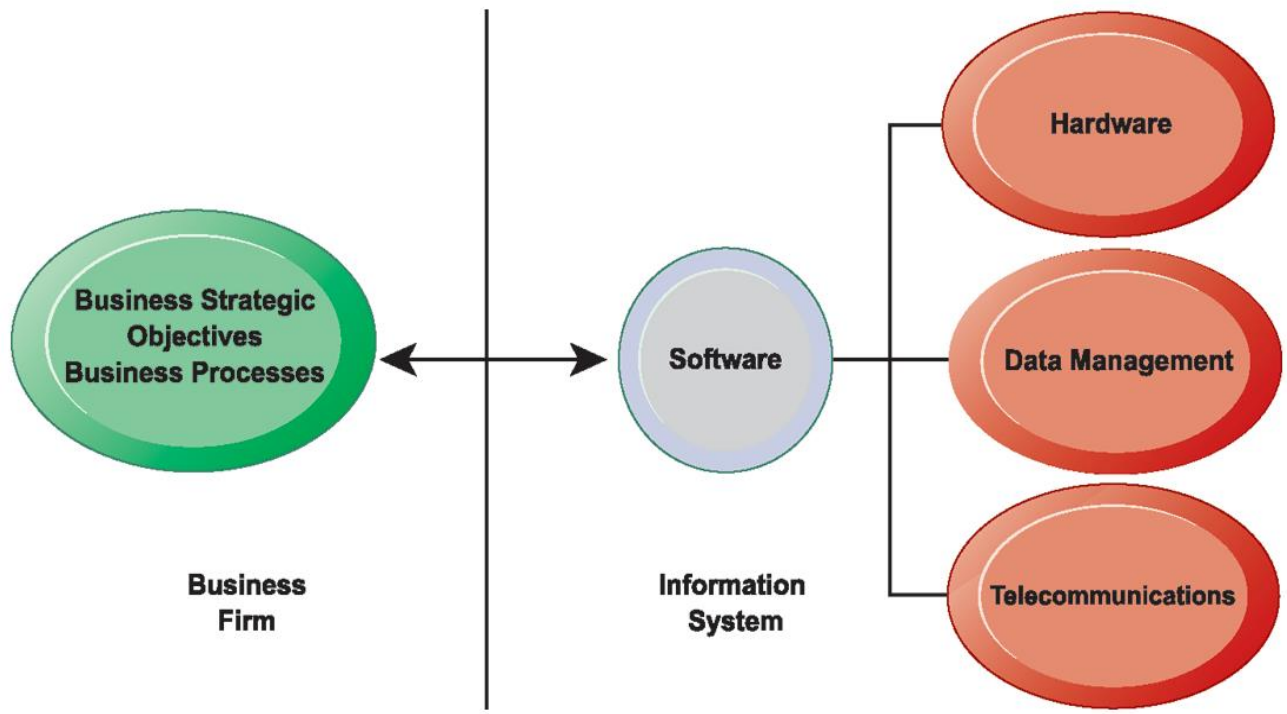 Business Strategic
Objectives
Business Processes
Business
Firm
Software
Information
System
Hardware
Data Management
Telecommunications